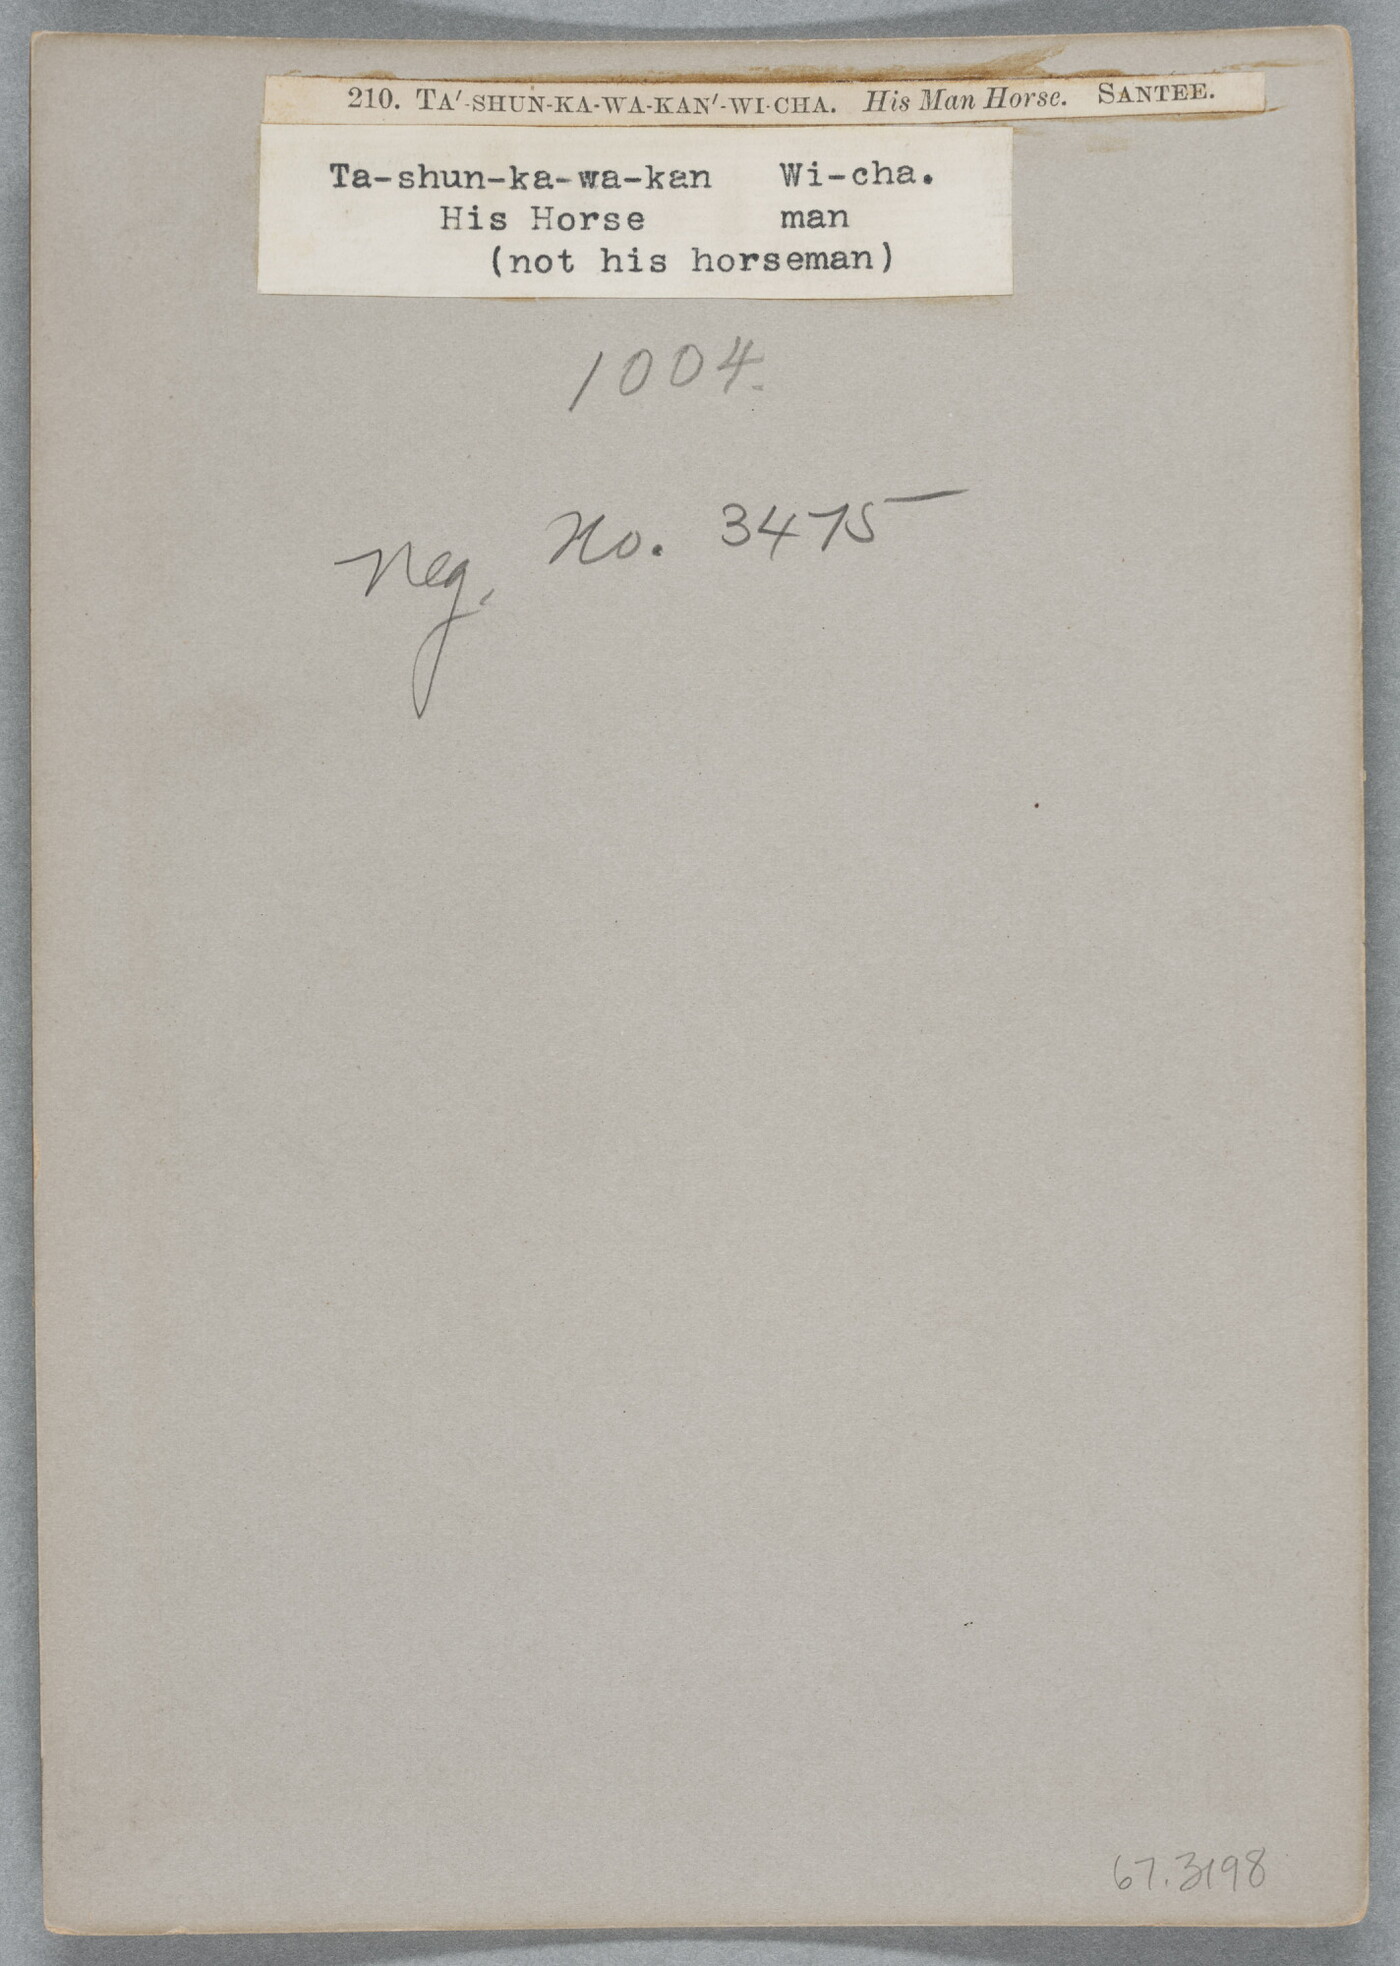 210. TA′-SHUN-KA-WA-KAN′-WI-CHA. His Man Horse. SANTEE.
Ta-shun-ka-wa-kan Wi-cha.
His Horse man
(not his horseman)
1004.
Neg. No. 3475
67.3198